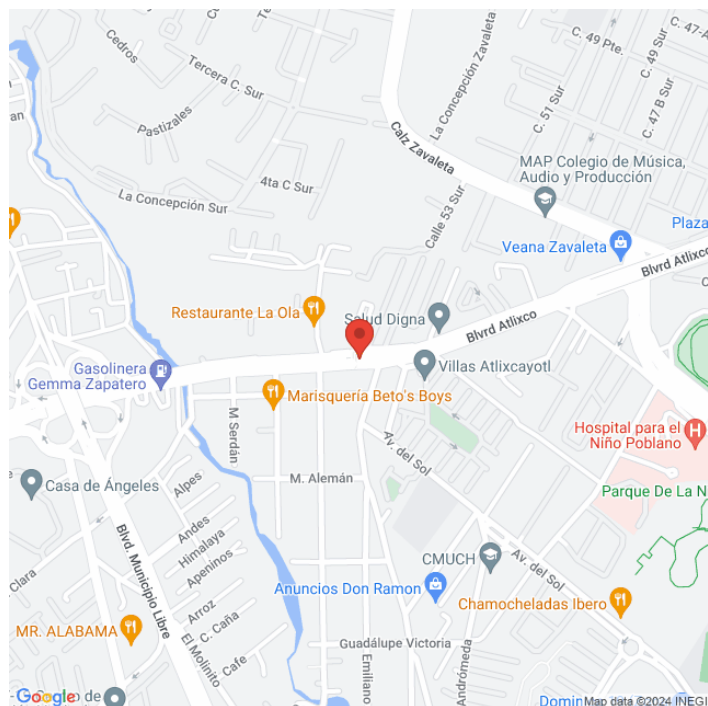 Cedros
Tercera C. Sur
Pastizales
4ta C Sur
La Concepción Sur
La Concepción Zavaleta
Calz Zavaleta
C. 49 Pte.
C. 49 Sur
C. 47-A
C. 47 B Sur
C. 51 Sur
MAP Colegio de Música,
Audio y Producción
Calle 53 Sur
Veana Zavaleta
Plaza
Blvrd Atlixco
Blvrd Atlixco
Restaurante La Ola
Salud Digna
Gasolinera
Gemma Zapatero
Villas Atlixcayotl
Marisquería Beto's Boys
M Serdán
Av. del Sol
Hospital para el
Niño Poblano
M. Alemán
Casa de Ángeles
Parque De La N
Alpes
Andes
Himalaya
Apeninos
Blvd. Municipio Libre
Clara
CMUCH
Av. del Sol
Anuncios Don Ramon
Chamocheladas Ibero
Arroz
C. Caña
MR. ALABAMA
El Molinito
Cafe
Guadálupe Victoria
Emiliano
Andrómeda
Google
de
Domin
Map data ©2024 INEGI